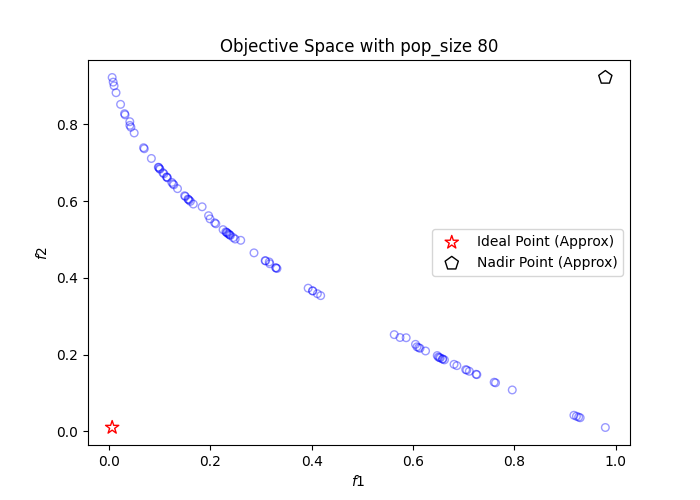 Objective Space with pop_size 80
0.8
0.6
0.4
0.2
0.0
f2
Ideal Point (Approx)
Nadir Point (Approx)
0.0 0.2 0.4 0.6 0.8 1.0
f1